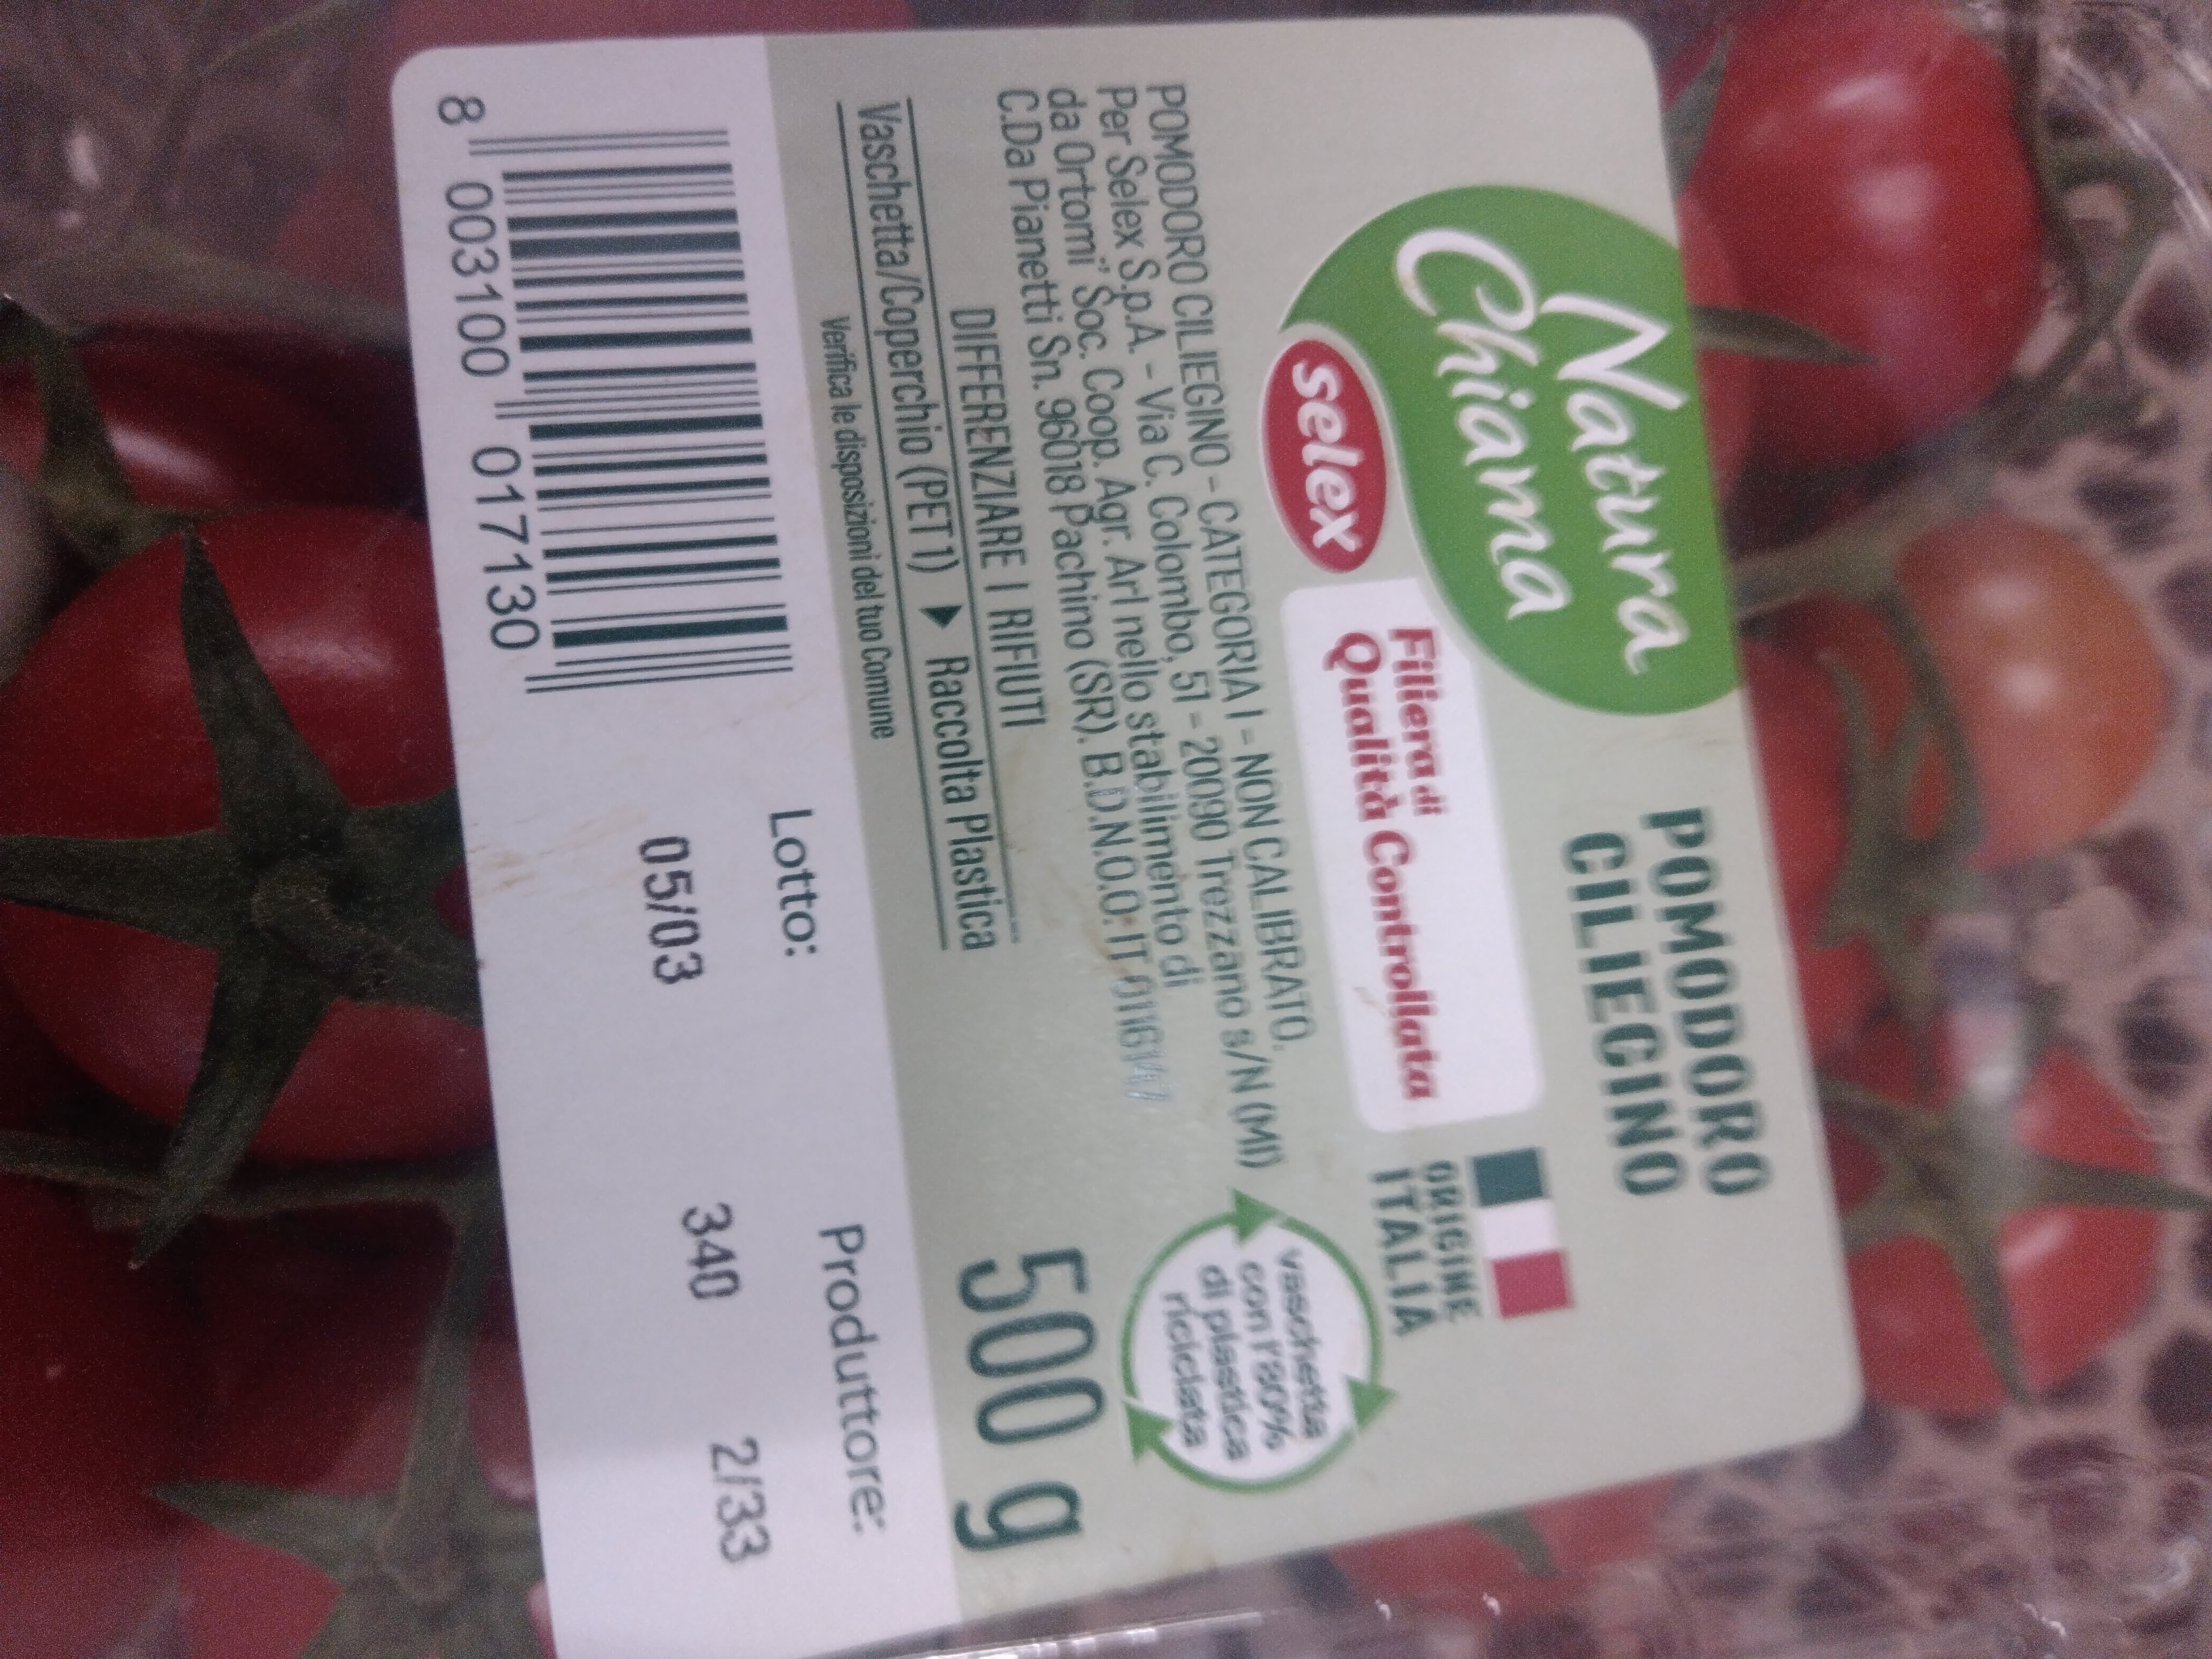 Natura
Chiama
selex
POMODORO
CILIEGINO
Filiera di
Qualità Controllata
ORIGINE
ITALIA
POMODORO CILIEGINO - CATEGORIA I - NON CALIBRATO.
Per Selex S.p.A. - Via C. Colombo, 51 - 20090 Trezzano s/N (MI)
da Ortomi", Soc. Coop. Agr. Arl nello stabilimento di
C.Da Pianetti Sn. 96018 Pachino (SR). B.D.N.O.O: IT
vaschetta
con l'80%
di plastica
riciclata
DIFFERENZIARE I RIFIUTI
Vaschetta/Coperchio (PET 1) ▶ Raccolta Plastica
Verifica le disposizioni del tuo Comune
500 g
Lotto: Produttore:
05/03 340 2/33
8 003100 017130